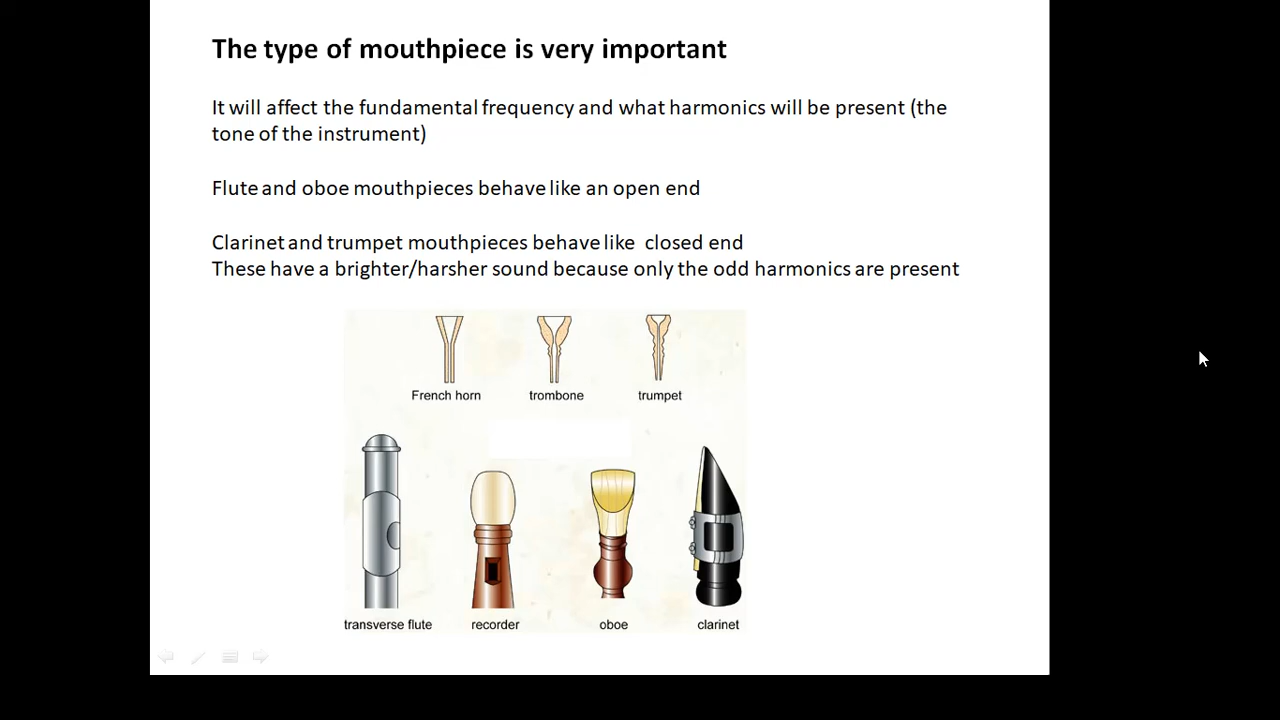 The type of mouthpiece is very important
It will affect the fundamental frequency and what harmonics will be present (the
tone of the instrument)
Flute and oboe mouthpieces behave like an open end
Clarinet and trumpet mouthpieces behave like closed end
These have a brighter/harsher sound because only the odd harmonics are present
French horn
trombone
trumpet
transverse flute
recorder
oboe
clarinet